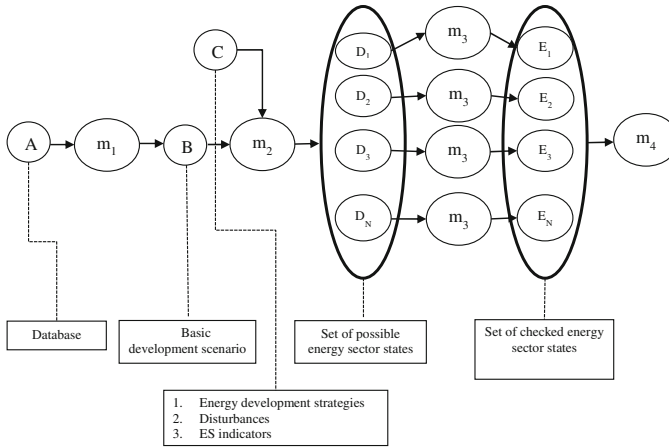 C
D₁
m₃
E₁
D₂
m₃
E₂
A
m₁
B
m₂
D₃
m₃
E₃
m₄
D_N
m₃
E_N
Database
Basic
development scenario
Set of possible
energy sector states
Set of checked energy
sector states
1. Energy development strategies
2. Disturbances
3. ES indicators